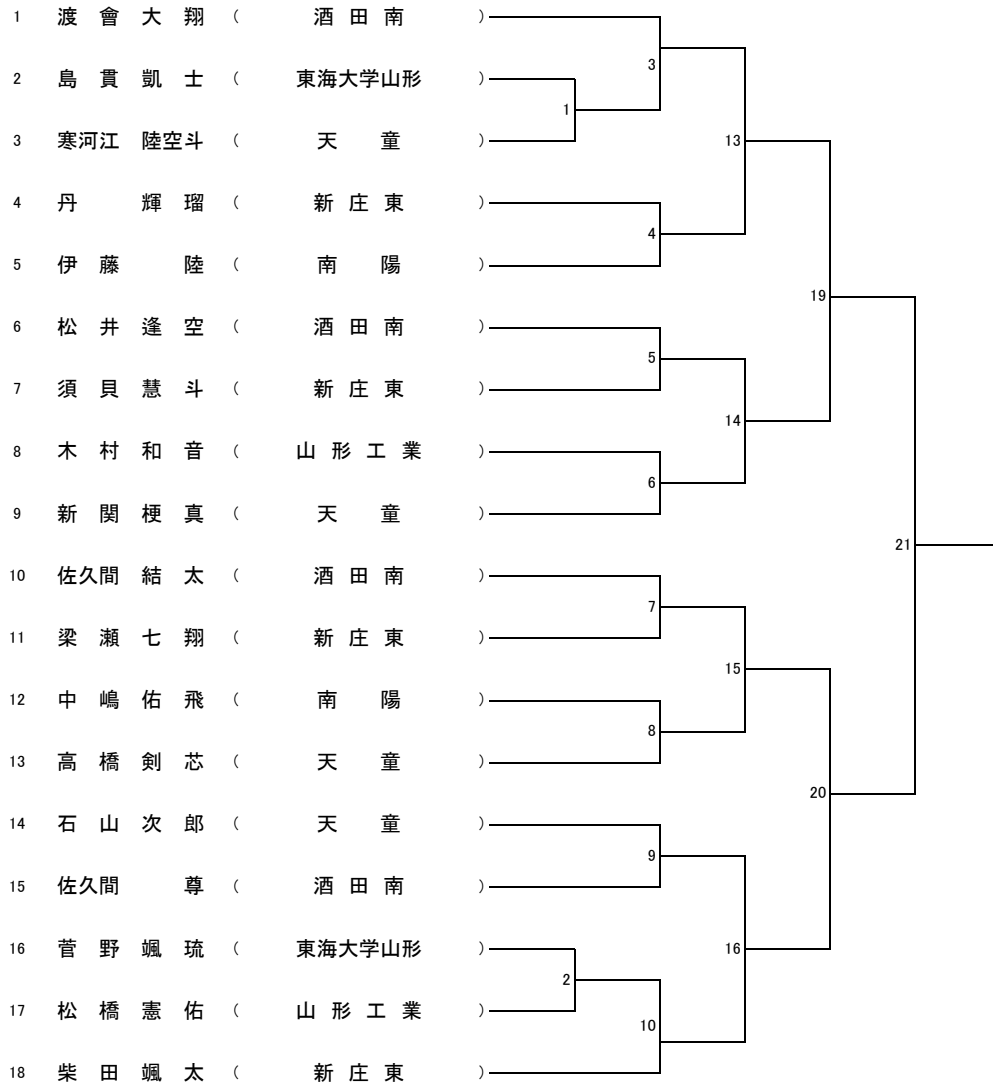 1 渡會大翔 ( 酒田南 )
2 島貫凱士 ( 東海大学山形 )
3 寒河江 陸空斗 ( 天童 )
4 丹 輝瑠 ( 新庄東 )
5 伊藤 陸 ( 南陽 )
6 松井逢空 ( 酒田南 )
7 須貝慧斗 ( 新庄東 )
8 木村和音 ( 山形工業 )
9 新関梗真 ( 天童 )
10 佐久間 結太 ( 酒田南 )
11 梁瀬七翔 ( 新庄東 )
12 中嶋佑飛 ( 南陽 )
13 高橋剣芯 ( 天童 )
14 石山次郎 ( 天童 )
15 佐久間 尊 ( 酒田南 )
16 菅野颯琉 ( 東海大学山形 )
17 松橋憲佑 ( 山形工業 )
18 柴田颯太 ( 新庄東 )
1
2
3
4
5
6
7
8
9
10
13
14
15
16
19
20
21